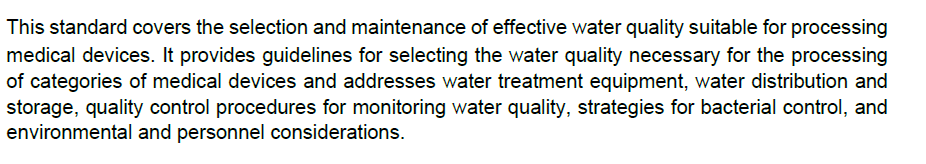 This standard covers the selection and maintenance of effective water quality suitable for processing
medical devices. It provides guidelines for selecting the water quality necessary for the processing
of categories of medical devices and addresses water treatment equipment, water distribution and
storage, quality control procedures for monitoring water quality, strategies for bacterial control, and
environmental and personnel considerations.